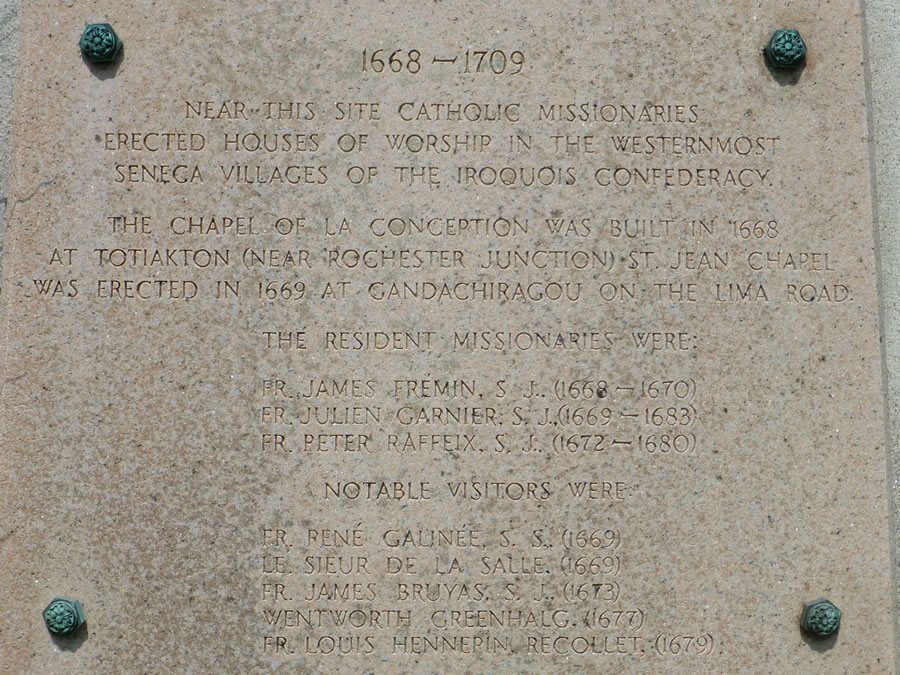 1668 – 1709
NEAR THIS SITE CATHOLIC MISSIONARIES
ERECTED HOUSES OF WORSHIP IN THE WESTERNMOST
SENECA VILLAGES OF THE IROQUOIS CONFEDERACY.
THE CHAPEL OF LA CONCEPTION WAS BUILT IN 1668
AT TOTIAKTON (NEAR ROCHESTER JUNCTION) ST. JEAN CHAPEL
WAS ERECTED IN 1669 AT GANDACHIRAGOU ON THE LIMA ROAD.
THE RESIDENT MISSIONARIES WERE:
FR. JAMES FRÉMIN, S. J., (1668 – 1670)
FR. JULIEN GARNIER, S. J., (1669 – 1683)
FR. PETER RAFFEIX, S. J., (1672 – 1680)
NOTABLE VISITORS WERE:
FR. RENÉ GALINÉE, S. S., (1669)
LE SIEUR DE LA SALLE, (1669)
FR. JAMES BRUYAS, S. J., (1673)
WENTWORTH GREENHALG, (1677)
FR. LOUIS HENNEPIN, RECOLLET, (1679)